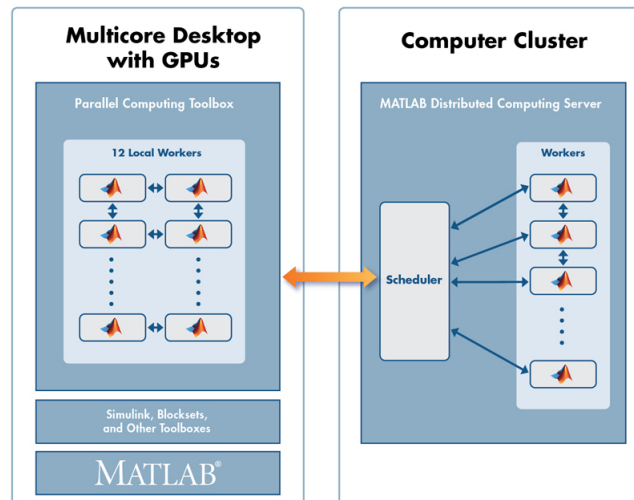 Multicore Desktop
with GPUs
Parallel Computing Toolbox
12 Local Workers
Simulink, Blocksets,
and Other Toolboxes
MATLAB®
Computer Cluster
MATLAB Distributed Computing Server
Workers
Scheduler